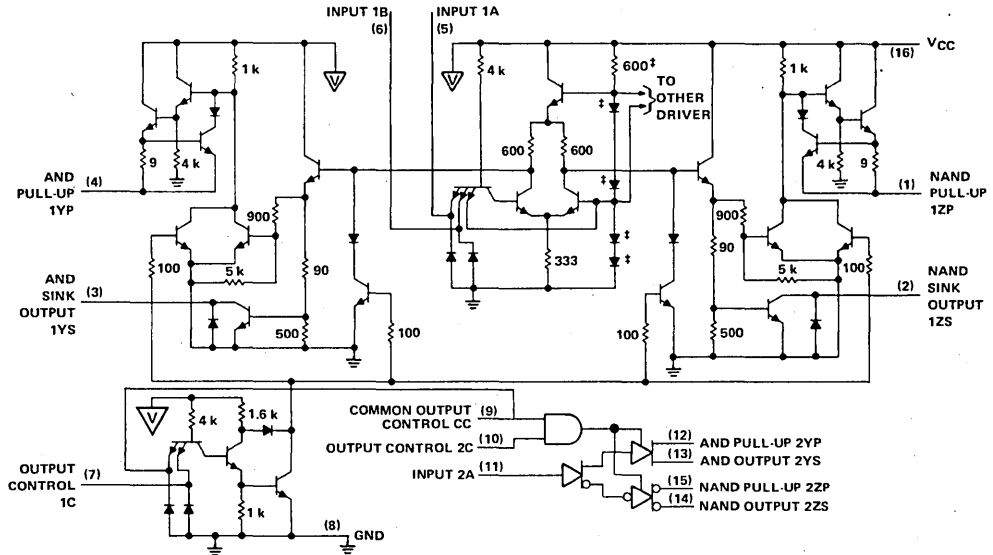 INPUT 1B
(6)
INPUT 1A
(5)
VCC
(16)
1 k
4 k
600‡
TO
OTHER
DRIVER
1 k
‡
9
4 k
600
600
4 k
9
AND
PULL-UP
1YP
(4)
(1)
NAND
PULL-UP
1ZP
‡
900
900
100
5 k
90
333
‡
‡
90
5 k
100
AND
SINK
OUTPUT
1YS
(3)
(2)
NAND
SINK
OUTPUT
1ZS
500
100
100
500
V
V
V
4 k
1.6 k
COMMON OUTPUT
CONTROL CC
(9)
OUTPUT CONTROL 2C
(10)
INPUT 2A
(11)
(12)
AND PULL-UP 2YP
(13)
AND OUTPUT 2YS
(15)
NAND PULL-UP 2ZP
(14)
NAND OUTPUT 2ZS
OUTPUT
CONTROL
1C
(7)
1 k
(8)
GND